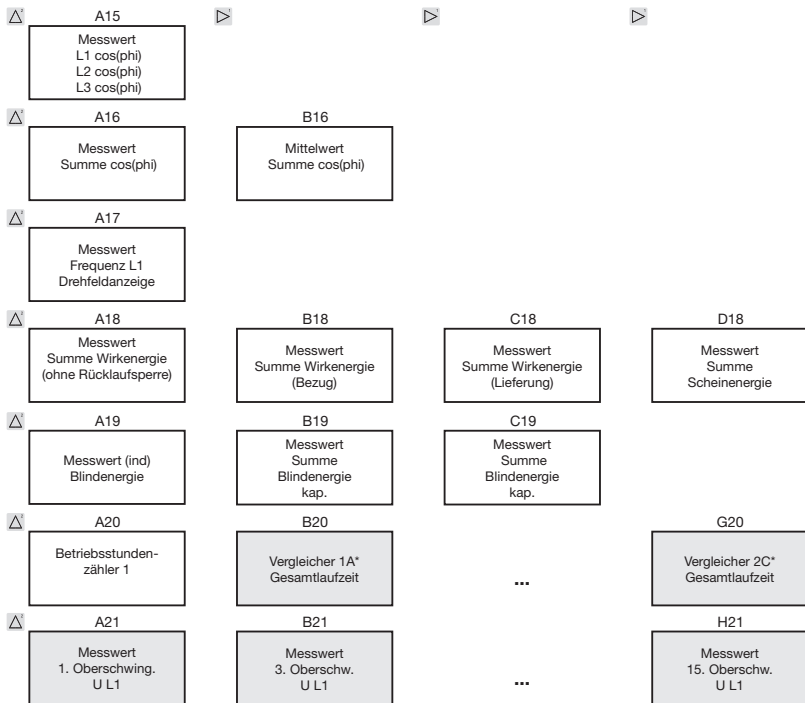 A15
Messwert
L1 cos(phi)
L2 cos(phi)
L3 cos(phi)
A16
Messwert
Summe cos(phi)
B16
Mittelwert
Summe cos(phi)
A17
Messwert
Frequenz L1
Drehfeldanzeige
A18
Messwert
Summe Wirkenergie
(ohne Rücklaufsperre)
B18
Messwert
Summe Wirkenergie
(Bezug)
C18
Messwert
Summe Wirkenergie
(Lieferung)
D18
Messwert
Summe
Scheinenergie
A19
Messwert (ind)
Blindenergie
B19
Messwert
Summe
Blindenergie
kap.
C19
Messwert
Summe
Blindenergie
kap.
A20
Betriebsstunden-
zähler 1
B20
Vergleicher 1A*
Gesamtlaufzeit
...
G20
Vergleicher 2C*
Gesamtlaufzeit
A21
Messwert
1. Oberschwing.
U L1
B21
Messwert
3. Oberschw.
U L1
...
H21
Messwert
15. Oberschw.
U L1